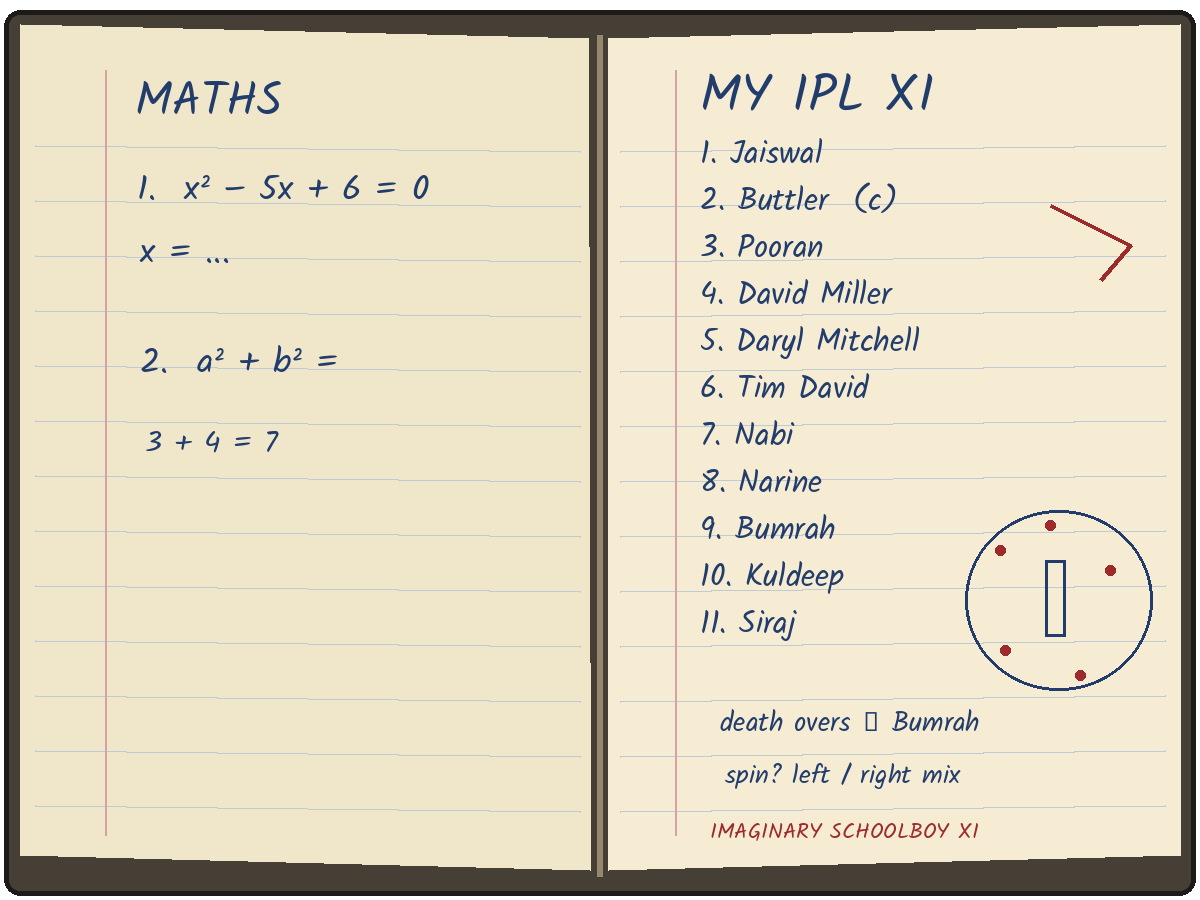 MATHS
1. x² − 5x + 6 = 0
x = ...
2. a² + b² =
3 + 4 = 7
MY IPL XI
1. Jaiswal
2. Buttler (c)
3. Pooran
4. David Miller
5. Daryl Mitchell
6. Tim David
7. Nabi
8. Narine
9. Bumrah
10. Kuldeep
11. Siraj
death overs ▯ Bumrah
spin? left / right mix
IMAGINARY SCHOOLBOY XI